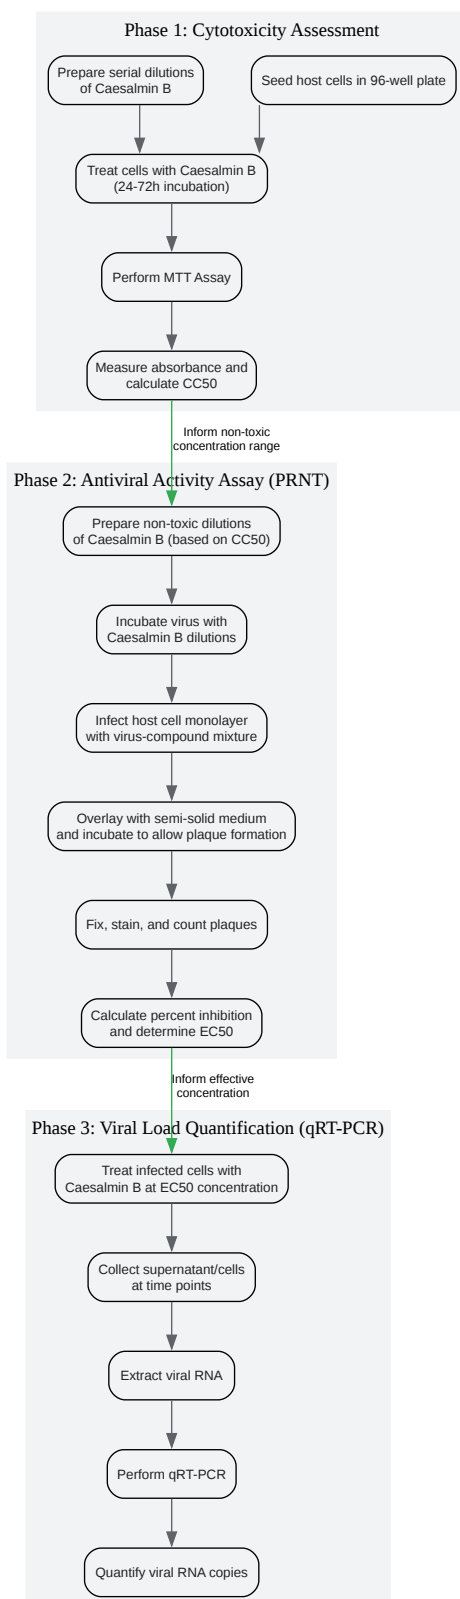 Phase 1: Cytotoxicity Assessment
Prepare serial dilutions
of Caesalmin B
Seed host cells in 96-well plate
Treat cells with Caesalmin B
(24-72h incubation)
Perform MTT Assay
Measure absorbance and
calculate CC50
Inform non-toxic
concentration range
Phase 2: Antiviral Activity Assay (PRNT)
Prepare non-toxic dilutions
of Caesalmin B (based on CC50)
Incubate virus with
Caesalmin B dilutions
Infect host cell monolayer
with virus-compound mixture
Overlay with semi-solid medium
and incubate to allow plaque formation
Fix, stain, and count plaques
Calculate percent inhibition
and determine EC50
Inform effective
concentration
Phase 3: Viral Load Quantification (qRT-PCR)
Treat infected cells with
Caesalmin B at EC50 concentration
Collect supernatant/cells
at time points
Extract viral RNA
Perform qRT-PCR
Quantify viral RNA copies